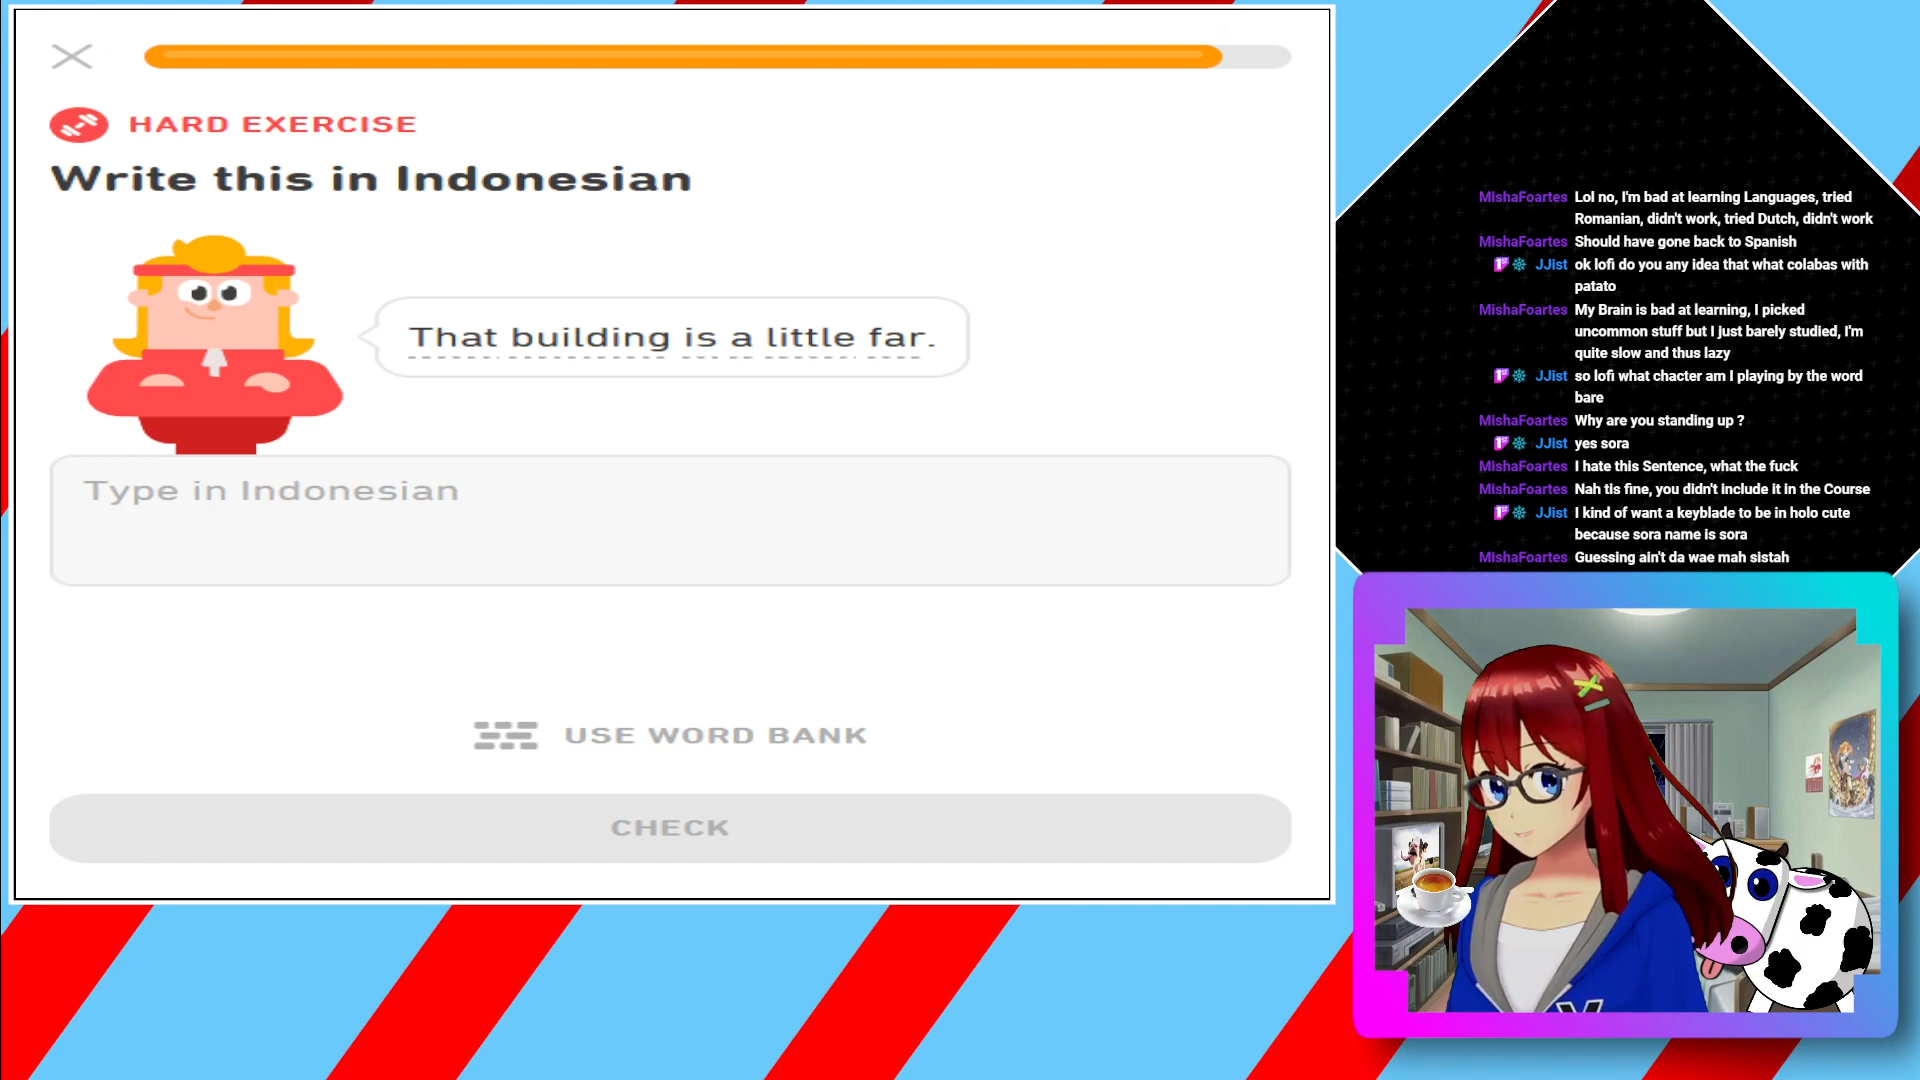 HARD EXERCISE
Write this in Indonesian
That building is a little far.
Type in Indonesian
USE WORD BANK
CHECK
MishaFoartes Lol no, I'm bad at learning Languages, tried
Romanian, didn't work, tried Dutch, didn't work
MishaFoartes Should have gone back to Spanish
JJist ok lofi do you any idea that what colabas with
patato
MishaFoartes My Brain is bad at learning, I picked
uncommon stuff but I just barely studied, I'm
quite slow and thus lazy
JJist so lofi what chacter am I playing by the word
bare
MishaFoartes Why are you standing up ?
JJist yes sora
MishaFoartes I hate this Sentence, what the fuck
MishaFoartes Nah tis fine, you didn't include it in the Course
JJist I kind of want a keyblade to be in holo cute
because sora name is sora
MishaFoartes Guessing ain't da wae mah sistah